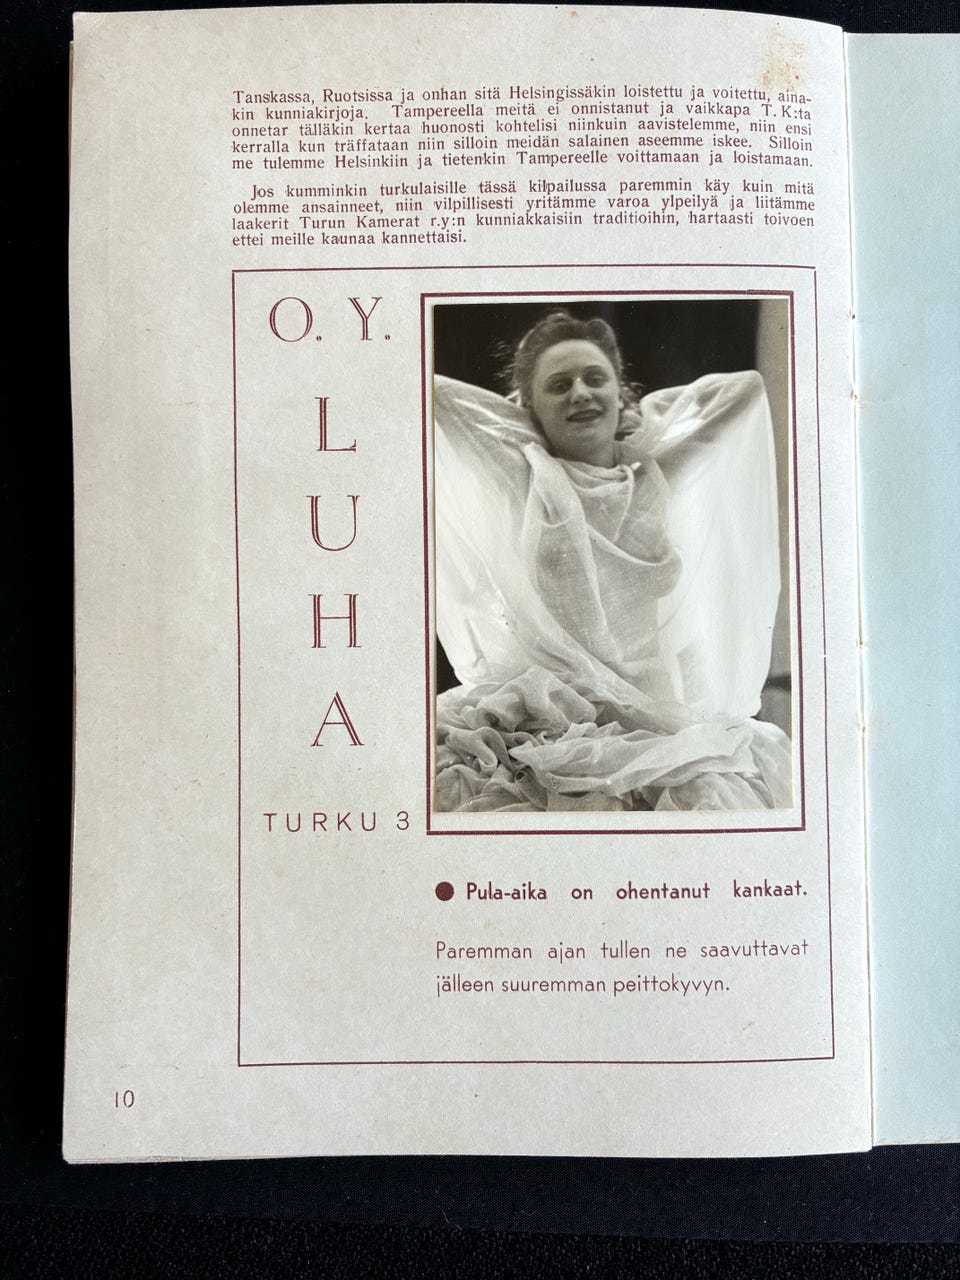 Tanskassa, Ruotsissa ja onhan sitä Helsingissäkin loistettu ja voitettu, aina-
kin kunniakirjoja. Tampereella meitä ei onnistanut ja vaikkapa T. K:ta
onnetar tälläkin kertaa huonosti kohtelisi niinkuin aavistelemme, niin ensi
kerralla kun träffataan niin silloin meidän salainen aseemme iskee. Silloin
me tulemme Helsinkiin ja tietenkin Tampereelle voittamaan ja loistamaan.
Jos kumminkin turkulaisille tässä kilpailussa paremmin käy kuin mitä
olemme ansainneet, niin vilpillisesti yritämme varoa ylpeilyä ja liitämme
laakerit Turun Kamerat r.y:n kunniakkaisiin traditioihin, hartaasti toivoen
ettei meille kaunaa kannettaisi.
O. Y.
L
U
H
A
TURKU 3
● Pula-aika on ohentanut kankaat.
Paremman ajan tullen ne saavuttavat
jälleen suuremman peittokyvyn.
10